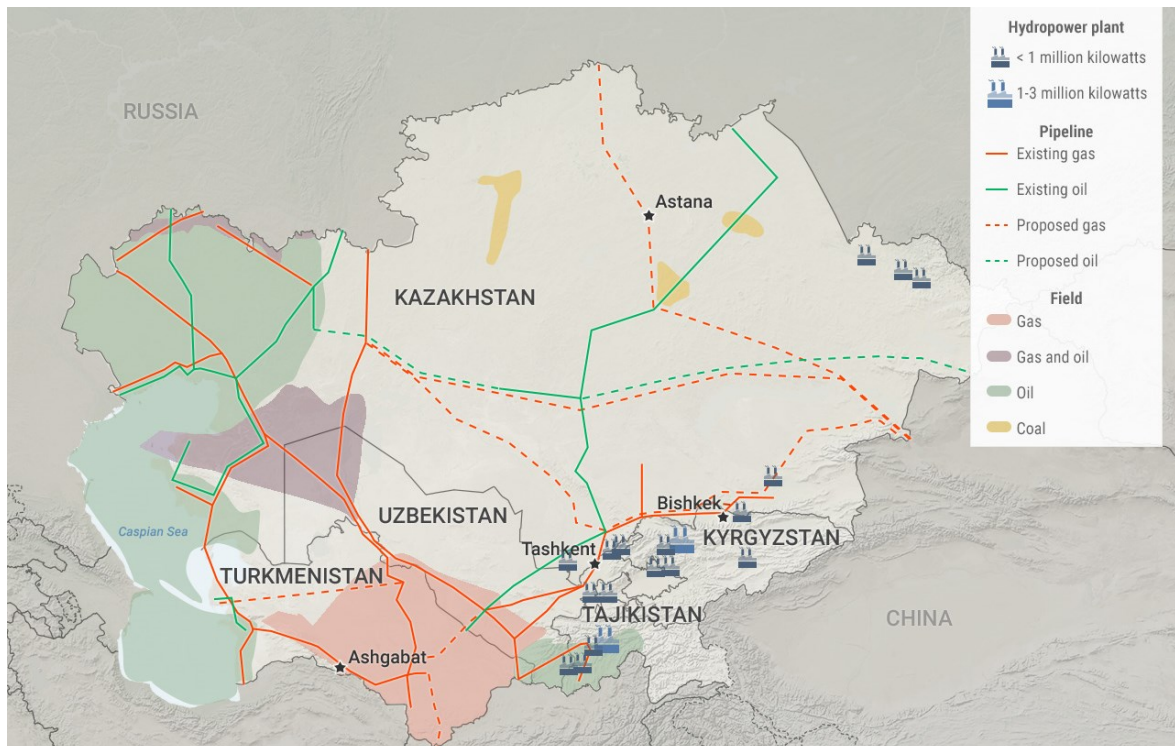 Hydropower plant
< 1 million kilowatts
1-3 million kilowatts
Pipeline
Existing gas
Existing oil
Proposed gas
Proposed oil
Field
Gas
Gas and oil
Oil
Coal
RUSSIA
Astana
KAZAKHSTAN
Bishkek
UZBEKISTAN
Caspian Sea
KYRGYZSTAN
Tashkent
TURKMENISTAN
TAJIKISTAN
CHINA
Ashgabat